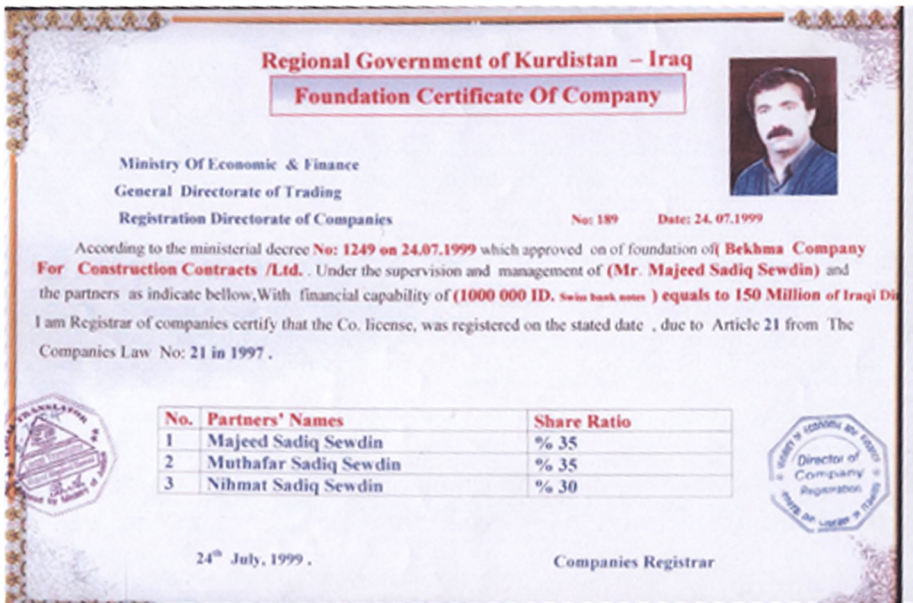 Regional Government of Kurdistan – Iraq
Foundation Certificate Of Company
Ministry Of Economic & Finance
General Directorate of Trading
Registration Directorate of Companies
No: 189 Date: 24. 07.1999
According to the ministerial decree No: 1249 on 24.07.1999 which approved on of foundation of( Bekhma Company
For Construction Contracts /Ltd. . Under the supervision and management of (Mr. Majeed Sadiq Sewdin) and
the partners as indicate bellow,With financial capability of (1000 000 ID. Swiss bank notes ) equals to 150 Million of Iraqi Di
I am Registrar of companies certify that the Co. license, was registered on the stated date , due to Article 21 from The
Companies Law No: 21 in 1997 .
No. Partners' Names Share Ratio
1 Majeed Sadiq Sewdin % 35
2 Muthafar Sadiq Sewdin % 35
3 Nihmat Sadiq Sewdin % 30
TRANSLATOR
Director of
Company
Registration
24th July, 1999 .
Companies Registrar